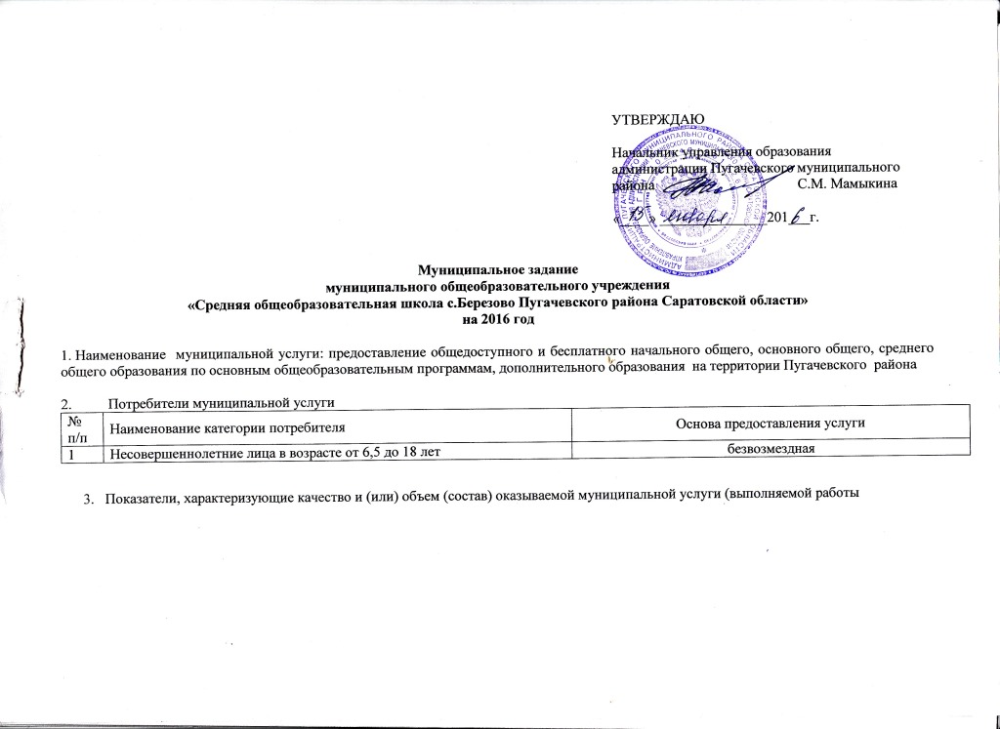 УТВЕРЖДАЮ
Начальник управления образования
администрации Пугачевского муниципального
района С.М. Мамыкина
« » января 2016 г.
Муниципальное задание
муниципального общеобразовательного учреждения
«Средняя общеобразовательная школа с.Березово Пугачевского района Саратовской области»
на 2016 год
1. Наименование муниципальной услуги: предоставление общедоступного и бесплатного начального общего, основного общего, среднего
общего образования по основным общеобразовательным программам, дополнительного образования на территории Пугачевского района
2. Потребители муниципальной услуги
№ п/п Наименование категории потребителя Основа предоставления услуги
1 Несовершеннолетние лица в возрасте от 6,5 до 18 лет безвозмездная
3. Показатели, характеризующие качество и (или) объем (состав) оказываемой муниципальной услуги (выполняемой работы